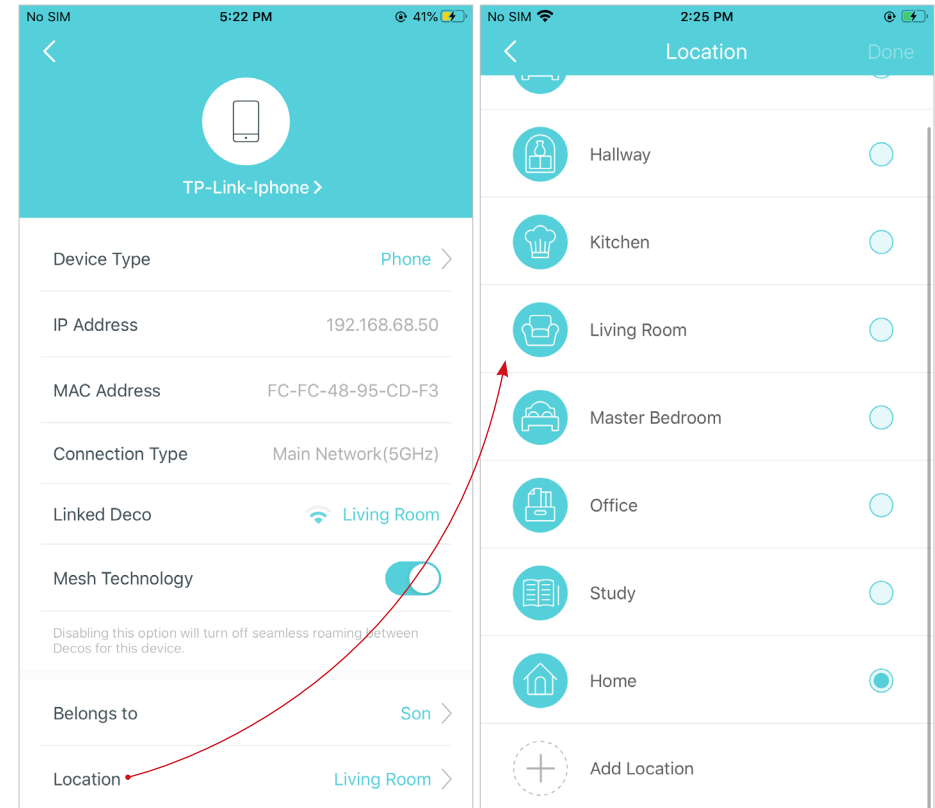 No SIM 5:22 PM 41%
TP-Link-Iphone
Device Type Phone
IP Address 192.168.68.50
MAC Address FC-FC-48-95-CD-F3
Connection Type Main Network(5GHz)
Linked Deco Living Room
Mesh Technology
Disabling this option will turn off seamless roaming between
Decos for this device.
Belongs to Son
Location Living Room
No SIM 2:25 PM
Location Done
Hallway
Kitchen
Living Room
Master Bedroom
Office
Study
Home
Add Location